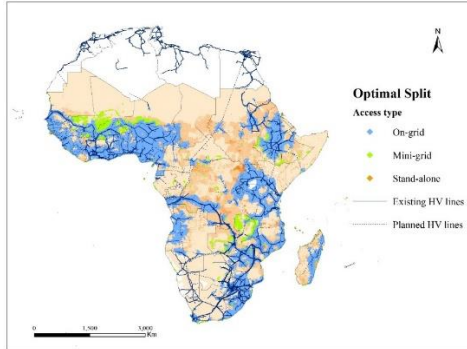 N
Optimal Split
Access type
On-grid
Mini-grid
Stand-alone
Existing HV lines
Planned HV lines
0 1,500 3,000
Km